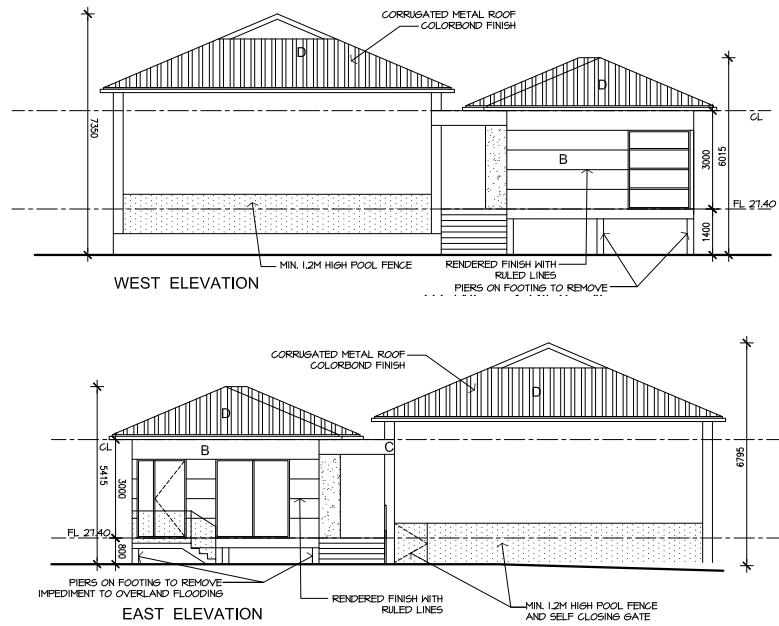 CORRUGATED METAL ROOF
COLORBOND FINISH
D
D
CL
7350
3000
6015
B
FL 27.40
1400
MIN. 1.2M HIGH POOL FENCE
RENDERED FINISH WITH
RULED LINES
PIERS ON FOOTING TO REMOVE
WEST ELEVATION
CORRUGATED METAL ROOF
COLORBOND FINISH
D
D
CL
B
C
5415
3000
6795
FL 27.40
800
PIERS ON FOOTING TO REMOVE
IMPEDIMENT TO OVERLAND FLOODING
RENDERED FINISH WITH
RULED LINES
MIN. 1.2M HIGH POOL FENCE
AND SELF CLOSING GATE
EAST ELEVATION